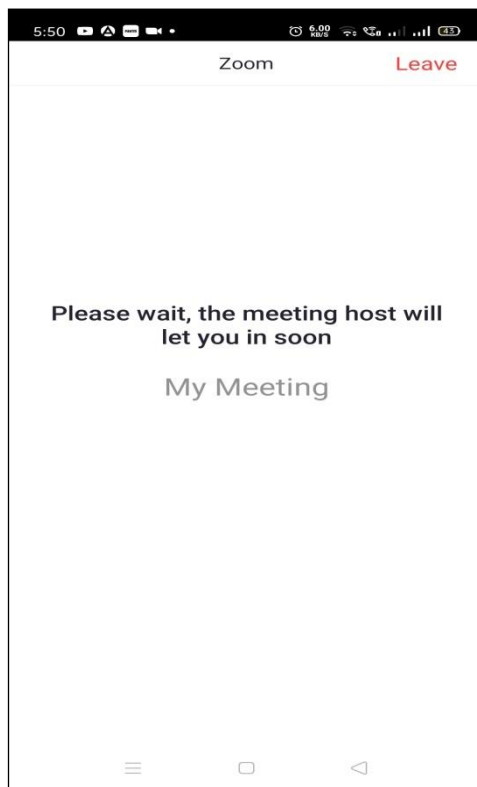 5:50 6.00 KB/S 43
Zoom Leave
Please wait, the meeting host will
let you in soon
My Meeting